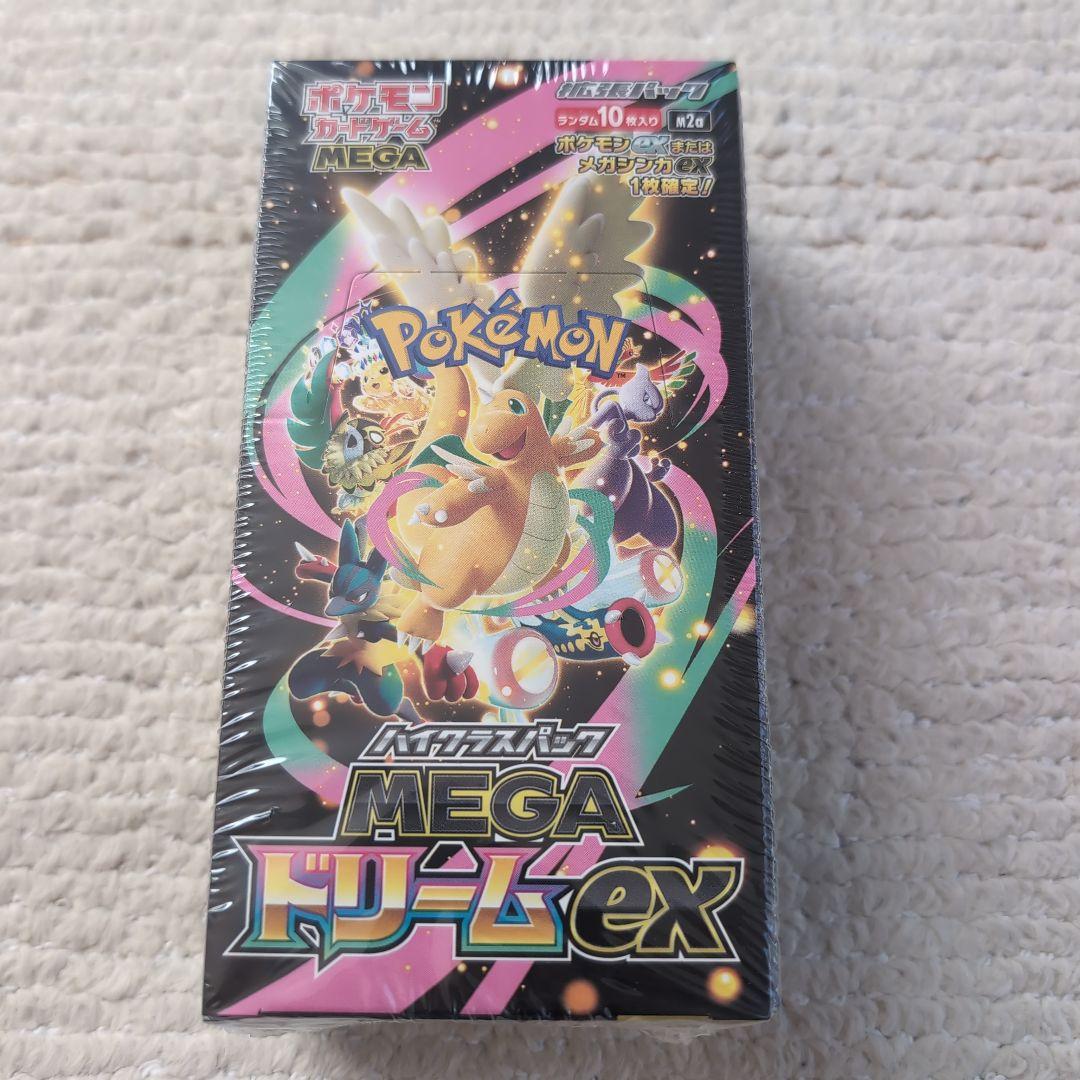 ポケモン
カードゲーム
MEGA
拡張パック
ランダム10枚入り M2a
ポケモンexまたは
メガシンカex
1枚確定!
POKéMON
TM
ハイクラスパック
MEGA
ドリームex